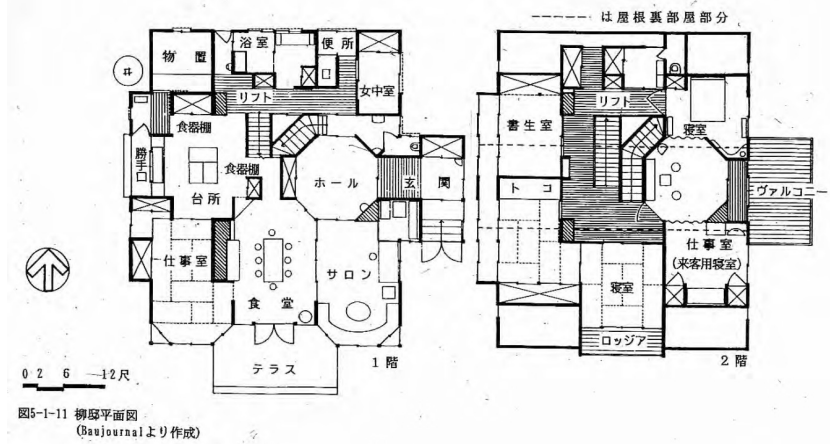 ------ は屋根裏部屋部分
物置
浴室
便所
井
リフト
女中室
食器棚
勝手口
食器棚
台所
ホール
玄関
仕事室
サロン
食堂
テラス
1階
リフト
書生室
寝室
トコ
ヴァルコニー
仕事室
(来客用寝室)
寝室
ロッジア
2階
0 2 6 12尺
図5-1-11 柳邸平面図
(Baujournalより作成)